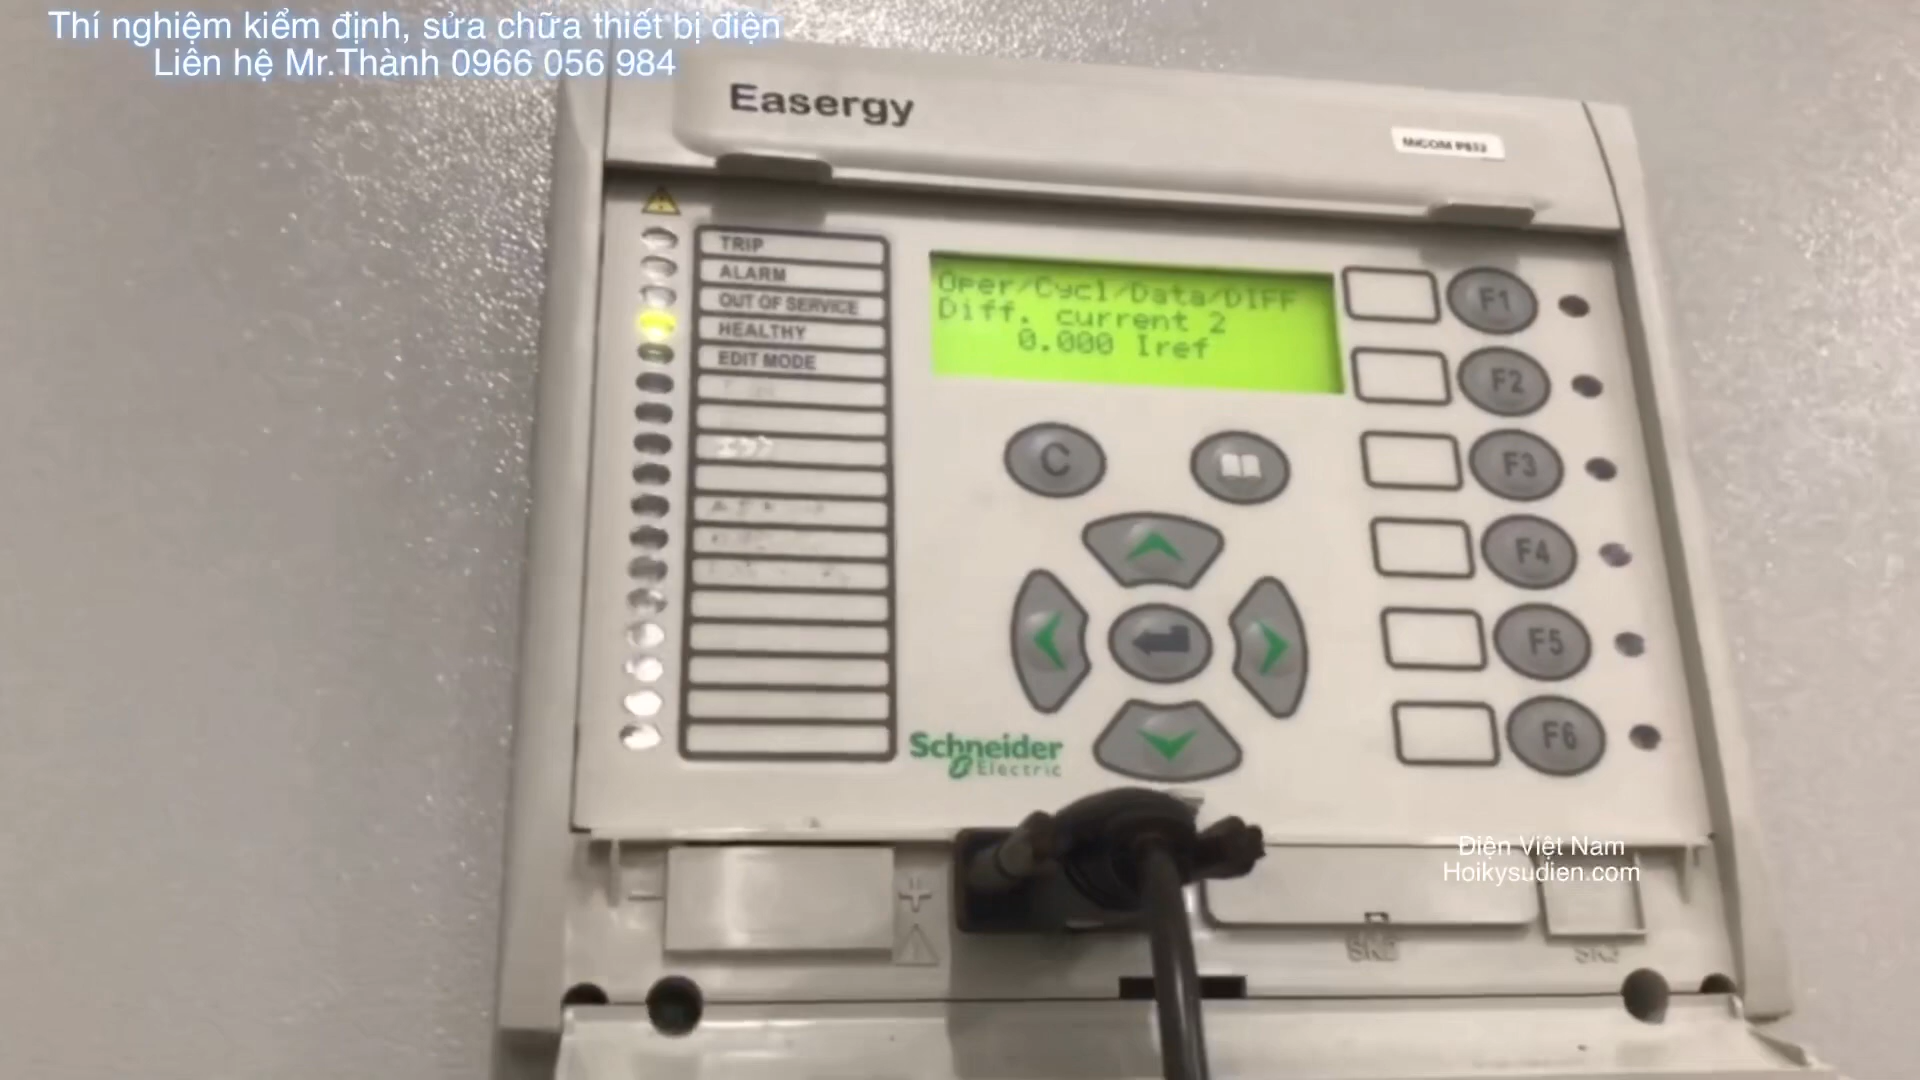 Thí nghiệm kiểm định, sửa chữa thiết bị điện
Liên hệ Mr.Thành 0966 056 984
Easergy
TRIP
ALARM
OUT OF SERVICE
HEALTHY
EDIT MODE
I>>
Oper/Cycl/Data/DIFF
Diff. current 2
0.000 Iref
F1
F2
C
F3
F4
F5
F6
Schneider
Electric
Điện Việt Nam
Hoikysudien.com
SK2
SK3